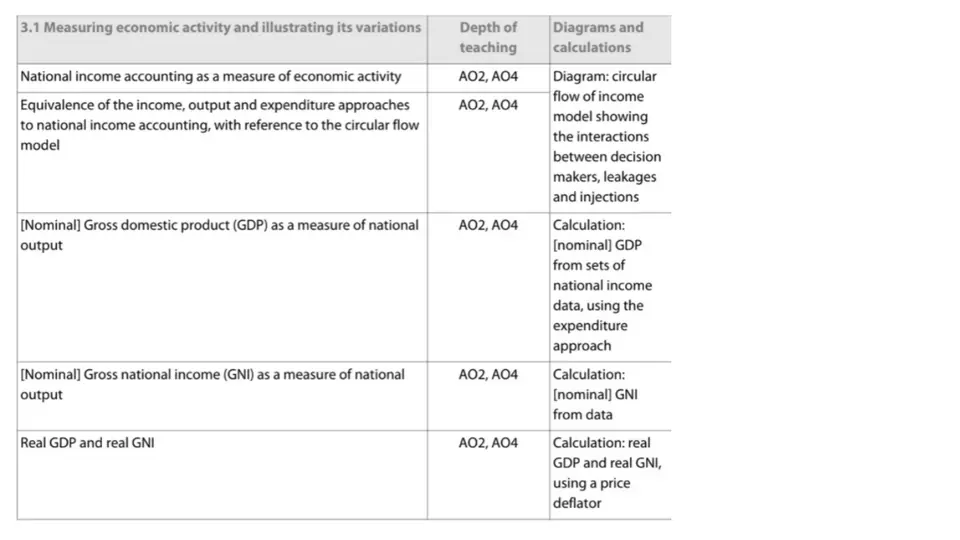 3.1 Measuring economic activity and illustrating its variations
Depth of
teaching
Diagrams and
calculations
National income accounting as a measure of economic activity
AO2, AO4
Diagram: circular
flow of income
model showing
the interactions
between decision
makers, leakages
and injections
Equivalence of the income, output and expenditure approaches
to national income accounting, with reference to the circular flow
model
AO2, AO4
[Nominal] Gross domestic product (GDP) as a measure of national
output
AO2, AO4
Calculation:
[nominal] GDP
from sets of
national income
data, using the
expenditure
approach
[Nominal] Gross national income (GNI) as a measure of national
output
AO2, AO4
Calculation:
[nominal] GNI
from data
Real GDP and real GNI
AO2, AO4
Calculation: real
GDP and real GNI,
using a price
deflator